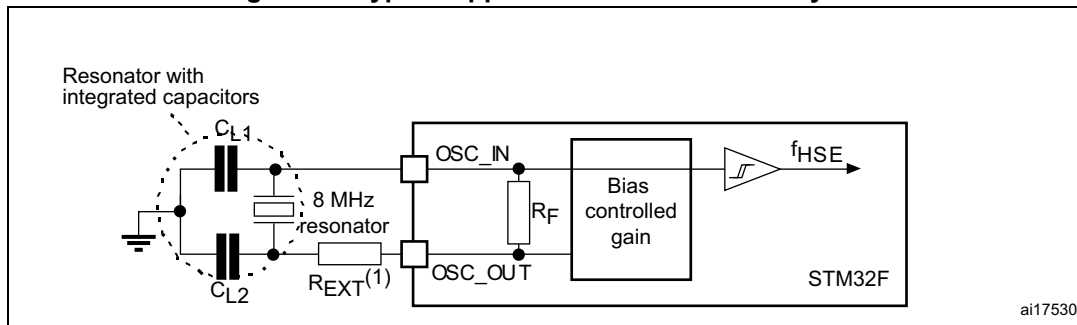 Resonator with
integrated capacitors
CL1
OSC_IN
fHSE
8 MHz
resonator
RF
Bias
controlled
gain
REXT(1)
OSC_OUT
STM32F
CL2
ai17530